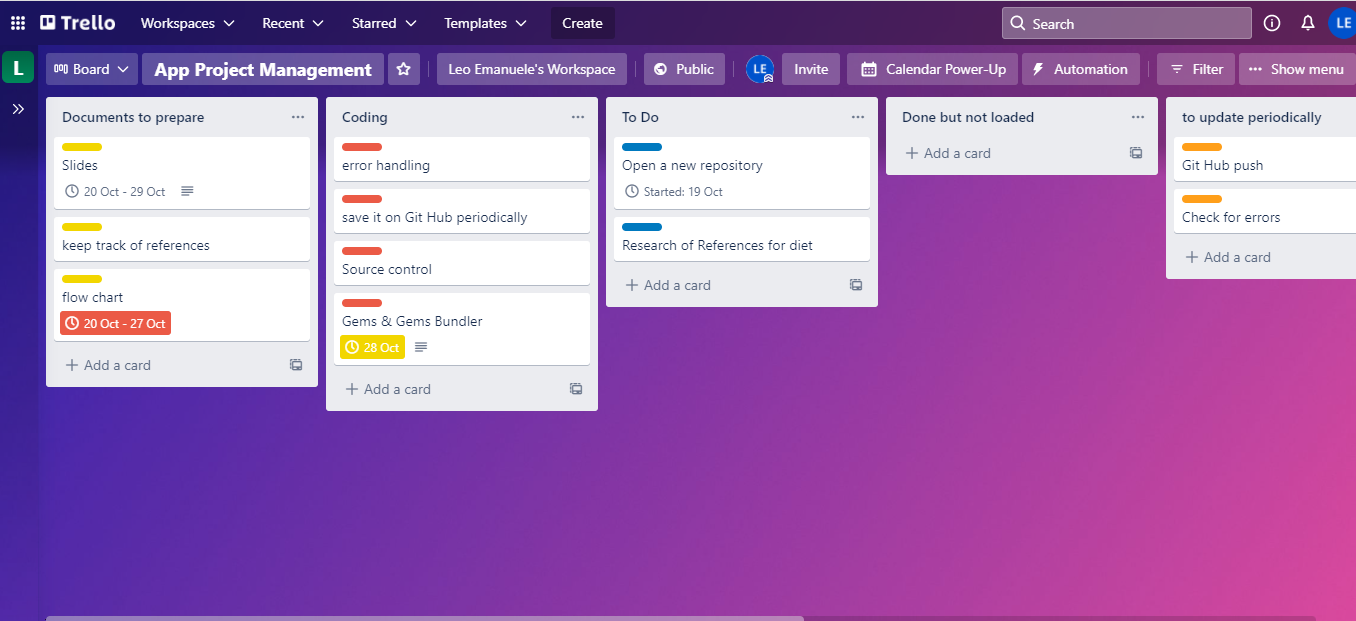 Trello Workspaces Recent Starred Templates Create Search LE
L Board App Project Management Leo Emanuele's Workspace Public LE Invite Calendar Power-Up Automation Filter Show menu
Documents to prepare
Slides
20 Oct - 29 Oct
keep track of references
flow chart
20 Oct - 27 Oct
Add a card
Coding
error handling
save it on Git Hub periodically
Source control
Gems & Gems Bundler
28 Oct
Add a card
To Do
Open a new repository
Started: 19 Oct
Research of References for diet
Add a card
Done but not loaded
Add a card
to update periodically
Git Hub push
Check for errors
Add a card